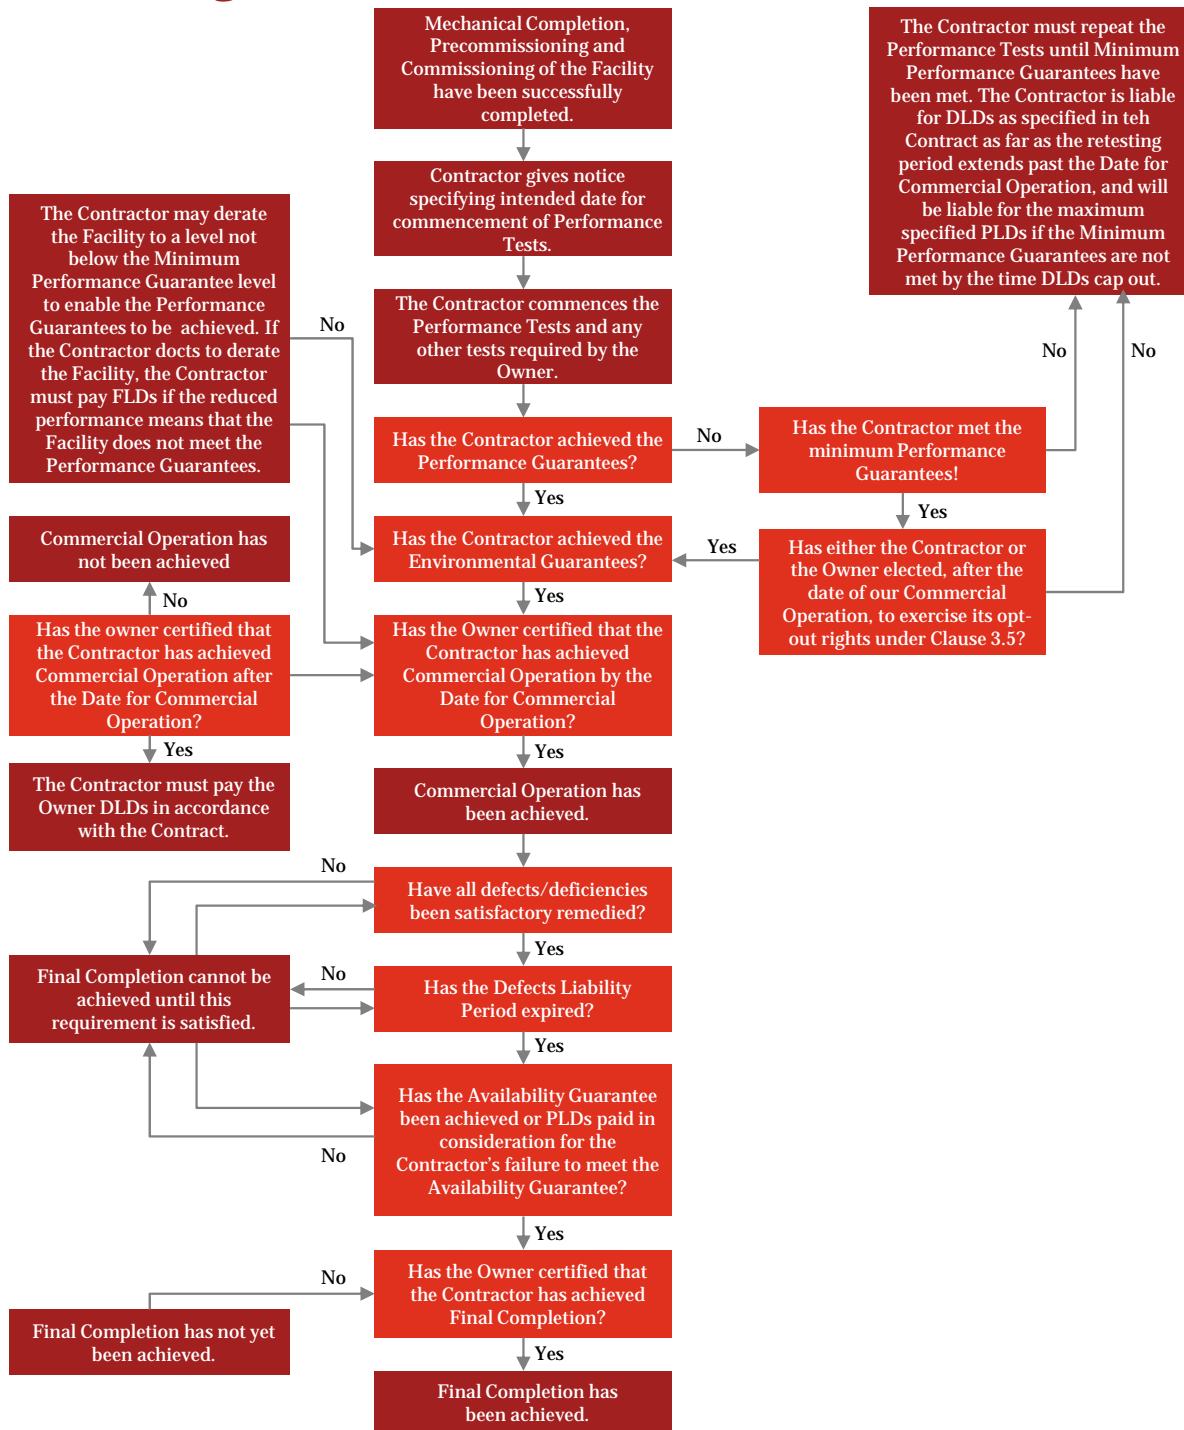 Mechanical Completion,
Precommissioning and
Commissioning of the Facility
have been successfully
completed.
The Contractor must repeat the
Performance Tests until Minimum
Performance Guarantees have
been met. The Contractor is liable
for DLDs as specified in teh
Contract as far as the retesting
period extends past the Date for
Commercial Operation, and will
be liable for the maximum
specified PLDs if the Minimum
Performance Guarantees are not
met by the time DLDs cap out.
Contractor gives notice
specifying intended date for
commencement of Performance
Tests.
The Contractor may derate
the Facility to a level not
below the Minimum
Performance Guarantee level
to enable the Performance
Guarantees to be achieved. If
the Contractor docts to derate
the Facility, the Contractor
must pay FLDs if the reduced
performance means that the
Facility does not meet the
Performance Guarantees.
No
The Contractor commences the
Performance Tests and any
other tests required by the
Owner.
No
No
Has the Contractor achieved the
Performance Guarantees?
No
Has the Contractor met the
minimum Performance
Guarantees!
Yes
Yes
Commercial Operation has
not been achieved
Has the Contractor achieved the
Environmental Guarantees?
Yes
Has either the Contractor or
the Owner elected, after the
date of our Commercial
Operation, to exercise its opt-
out rights under Clause 3.5?
No
Yes
Has the owner certified that
the Contractor has achieved
Commercial Operation after
the Date for Commercial
Operation?
Has the Owner certified that the
Contractor has achieved
Commercial Operation by the
Date for Commercial
Operation?
Yes
Yes
The Contractor must pay the
Owner DLDs in accordance
with the Contract.
Commercial Operation has
been achieved.
No
Have all defects/deficiencies
been satisfactory remedied?
Yes
Final Completion cannot be
achieved until this
requirement is satisfied.
No
Has the Defects Liability
Period expired?
Yes
Has the Availability Guarantee
been achieved or PLDs paid in
consideration for the
Contractor's failure to meet the
Availability Guarantee?
No
Yes
No
Has the Owner certified that
the Contractor has achieved
Final Completion?
Final Completion has not yet
been achieved.
Yes
Final Completion has
been achieved.